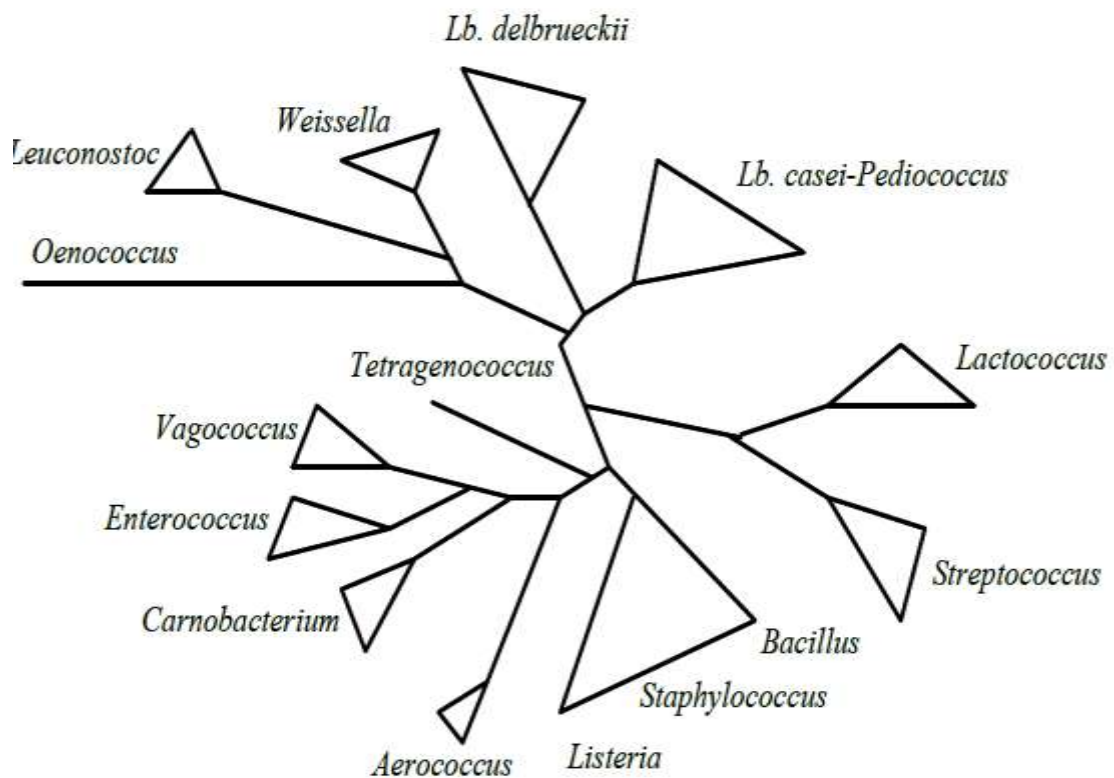 Lb. delbrueckii
Weissella
Leuconostoc
Lb. casei-Pediococcus
Oenococcus
Lactococcus
Tetragenococcus
Vagococcus
Enterococcus
Streptococcus
Carnobacterium
Bacillus
Staphylococcus
Listeria
Aerococcus